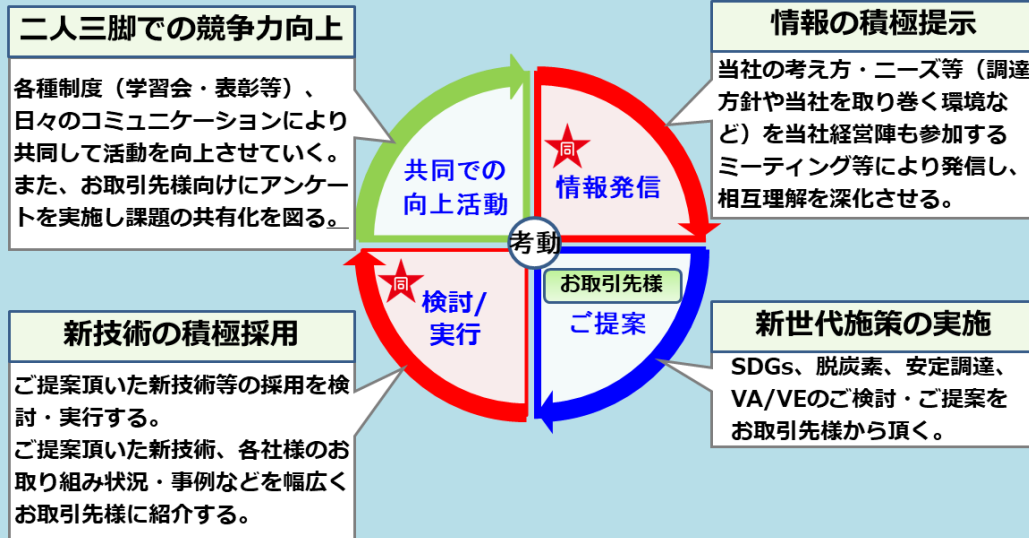 二人三脚での競争力向上
各種制度（学習会・表彰等）、
日々のコミュニケーションにより
共同して活動を向上させていく。
また、お取引先様向けにアンケー
トを実施し課題の共有化を図る。
情報の積極提示
当社の考え方・ニーズ等（調達
方針や当社を取り巻く環境な
ど）を当社経営陣も参加する
ミーティング等により発信し、
相互理解を深化させる。
共同での
向上活動
同
情報発信
考動
同
検討/
実行
お取引先様
ご提案
新技術の積極採用
ご提案頂いた新技術等の採用を検
討・実行する。
ご提案頂いた新技術、各社様のお
取り組み状況・事例などを幅広く
お取引先様に紹介する。
新世代施策の実施
SDGs、脱炭素、安定調達、
VA/VEのご検討・ご提案を
お取引先様から頂く。